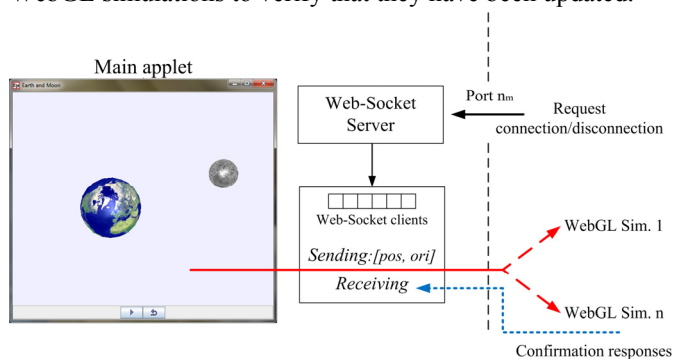 WebGL simulations to verify that they have been updated.
Main applet
Earth and Moon
Web-Socket
Server
Port nₘ
Request
connection/disconnection
Web-Socket clients
Sending:[pos, ori]
Receiving
WebGL Sim. 1
WebGL Sim. n
Confirmation responses